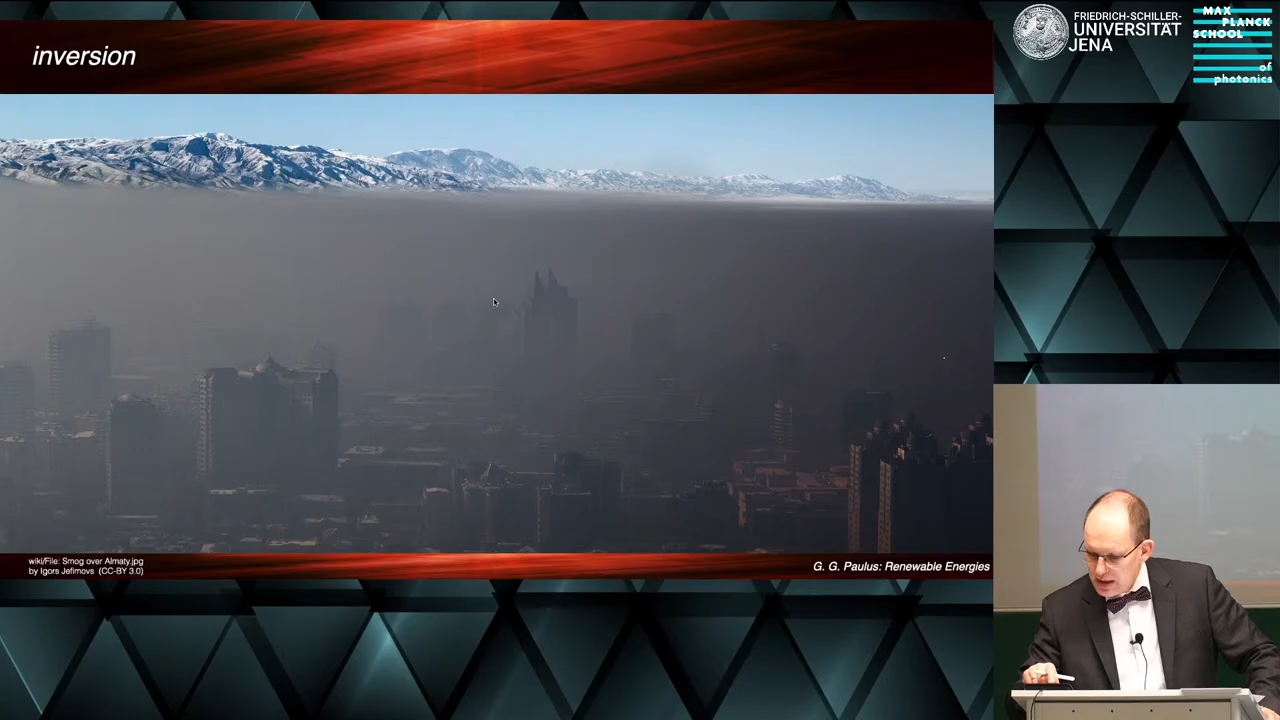 inversion
FRIEDRICH-SCHILLER-
UNIVERSITÄT
JENA
MAX
PLANCK
SCHOOL
of
photonics
wiki/File: Smog over Almaty.jpg
by Igors Jefimovs (CC-BY 3.0)
G. G. Paulus: Renewable Energies